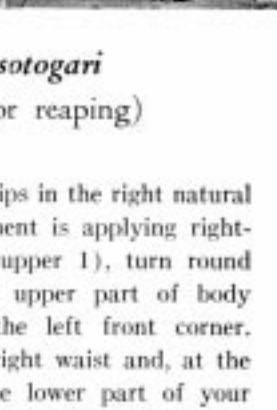 sotogari
or reaping)
ips in the right natural
ent is applying right-
upper 1), turn round
upper part of body
he left front corner.
ight waist and, at the
e lower part of your